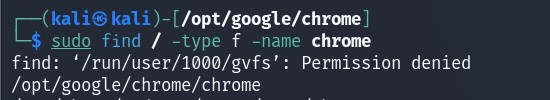 ┌──(kali㉿kali)-[/opt/google/chrome]
└─$ sudo find / -type f -name chrome
find: ‘/run/user/1000/gvfs’: Permission denied
/opt/google/chrome/chrome